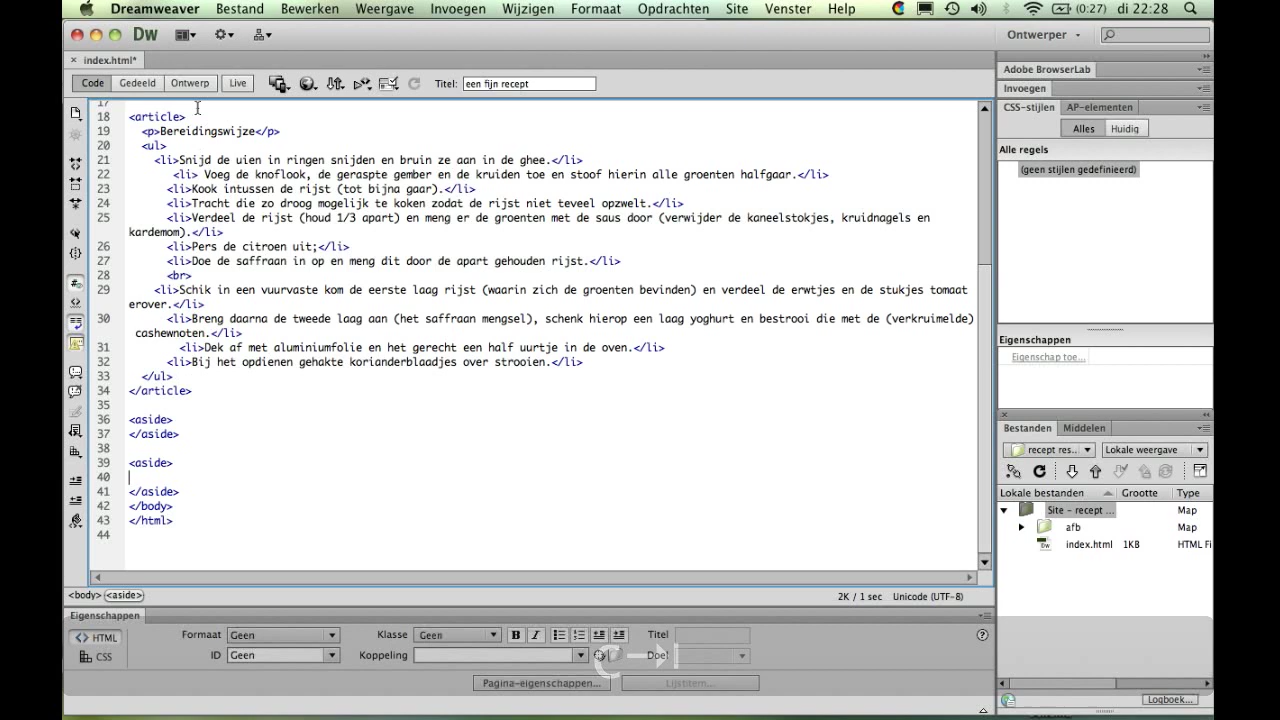 Dreamweaver Bestand Bewerken Weergave Invoegen Wijzigen Formaat Opdrachten Site Venster Help (0:27) di 22:28
Dw Ontwerper
index.html*
Code Gedeeld Ontwerp Live Titel: een fijn recept
17
18 <article>
19 <p>Bereidingswijze</p>
20 <ul>
21 <li>Snijd de uien in ringen snijden en bruin ze aan in de ghee.</li>
22 <li> Voeg de knoflook, de geraspte gember en de kruiden toe en stoof hierin alle groenten halfgaar.</li>
23 <li>Kook intussen de rijst (tot bijna gaar).</li>
24 <li>Tracht die zo droog mogelijk te koken zodat de rijst niet teveel opzwelt.</li>
25 <li>Verdeel de rijst (houd 1/3 apart) en meng er de groenten met de saus door (verwijder de kaneelstokjes, kruidnagels en
kardemom).</li>
26 <li>Pers de citroen uit;</li>
27 <li>Doe de saffraan in op en meng dit door de apart gehouden rijst.</li>
28 <br>
29 <li>Schik in een vuurvaste kom de eerste laag rijst (waarin zich de groenten bevinden) en verdeel de erwtjes en de stukjes tomaat
erover.</li>
30 <li>Breng daarna de tweede laag aan (het saffraan mengsel), schenk hierop een laag yoghurt en bestrooi die met de (verkruimelde)
cashewnoten.</li>
31 <li>Dek af met aluminiumfolie en het gerecht een half uurtje in de oven.</li>
32 <li>Bij het opdienen gehakte korianderblaadjes over strooien.</li>
33 </ul>
34 </article>
35
36 <aside>
37 </aside>
38
39 <aside>
40
41 </aside>
42 </body>
43 </html>
44
<body> <aside> 2K / 1 sec Unicode (UTF-8)
Eigenschappen
<> HTML Formaat Geen Klasse Geen B I Titel
CSS ID Geen Koppeling Doel
Pagina-eigenschappen... Lijstitem...
Adobe BrowserLab
Invoegen
CSS-stijlen AP-elementen
Alles Huidig
Alle regels
(geen stijlen gedefinieerd)
Eigenschappen
Eigenschap toe...
Bestanden Middelen
recept res... Lokale weergave
Lokale bestanden Grootte Type
Site - recept ... Map
afb Map
index.html 1KB HTML Fi
Logboek...